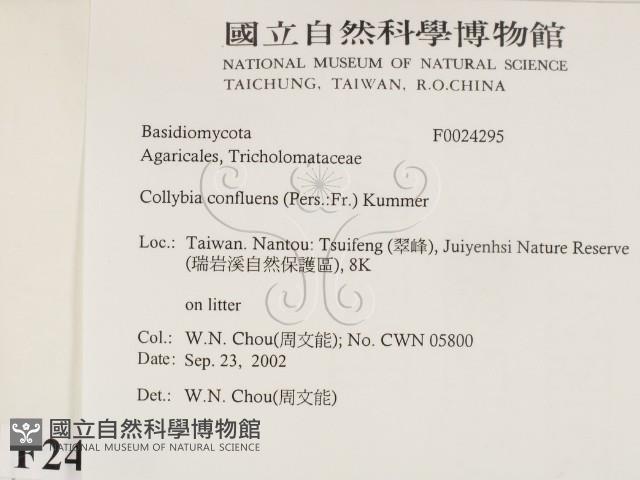 國立自然科學博物館
NATIONAL MUSEUM OF NATURAL SCIENCE
TAICHUNG, TAIWAN, R.O.CHINA
Basidiomycota F0024295
Agaricales, Tricholomataceae
Collybia confluens (Pers.:Fr.) Kummer
Loc.: Taiwan. Nantou: Tsuifeng (翠峰), Juiyenhsi Nature Reserve
(瑞岩溪自然保護區), 8K
on litter
Col.: W.N. Chou(周文能); No. CWN 05800
Date: Sep. 23, 2002
Det.: W.N. Chou(周文能)
國立自然科學博物館
NATIONAL MUSEUM OF NATURAL SCIENCE
F24